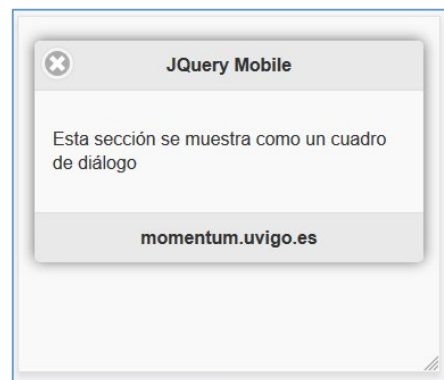 JQuery Mobile
Esta sección se muestra como un cuadro
de diálogo
momentum.uvigo.es